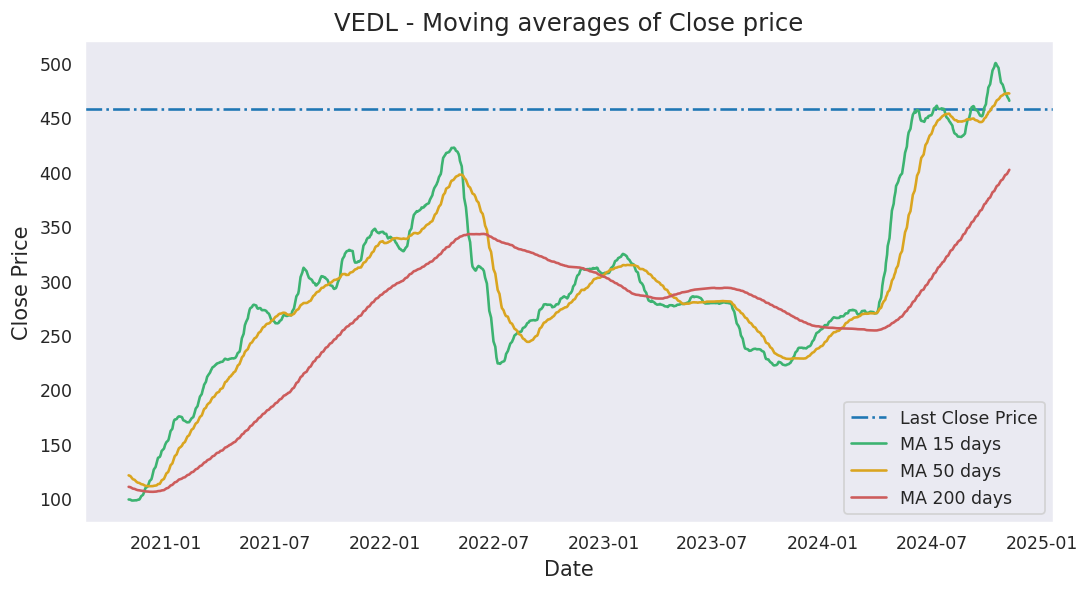 VEDL - Moving averages of Close price
Close Price
500
450
400
350
300
250
200
150
100
Last Close Price
MA 15 days
MA 50 days
MA 200 days
2021-01 2021-07 2022-01 2022-07 2023-01 2023-07 2024-01 2024-07 2025-01
Date